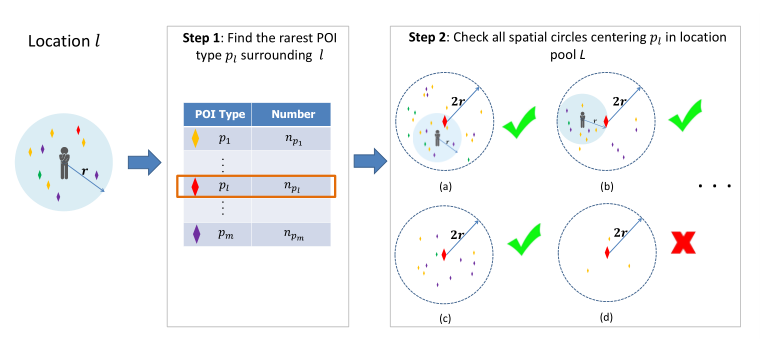 Location l
r
Step 1: Find the rarest POI
type p_l surrounding l
POI Type Number
p_1 n_{p_1}
⋮
p_l n_{p_l}
⋮
p_m n_{p_m}
Step 2: Check all spatial circles centering p_l in location
pool L
2r
r
(a)
2r
r
(b)
. . .
2r
(c)
2r
(d)